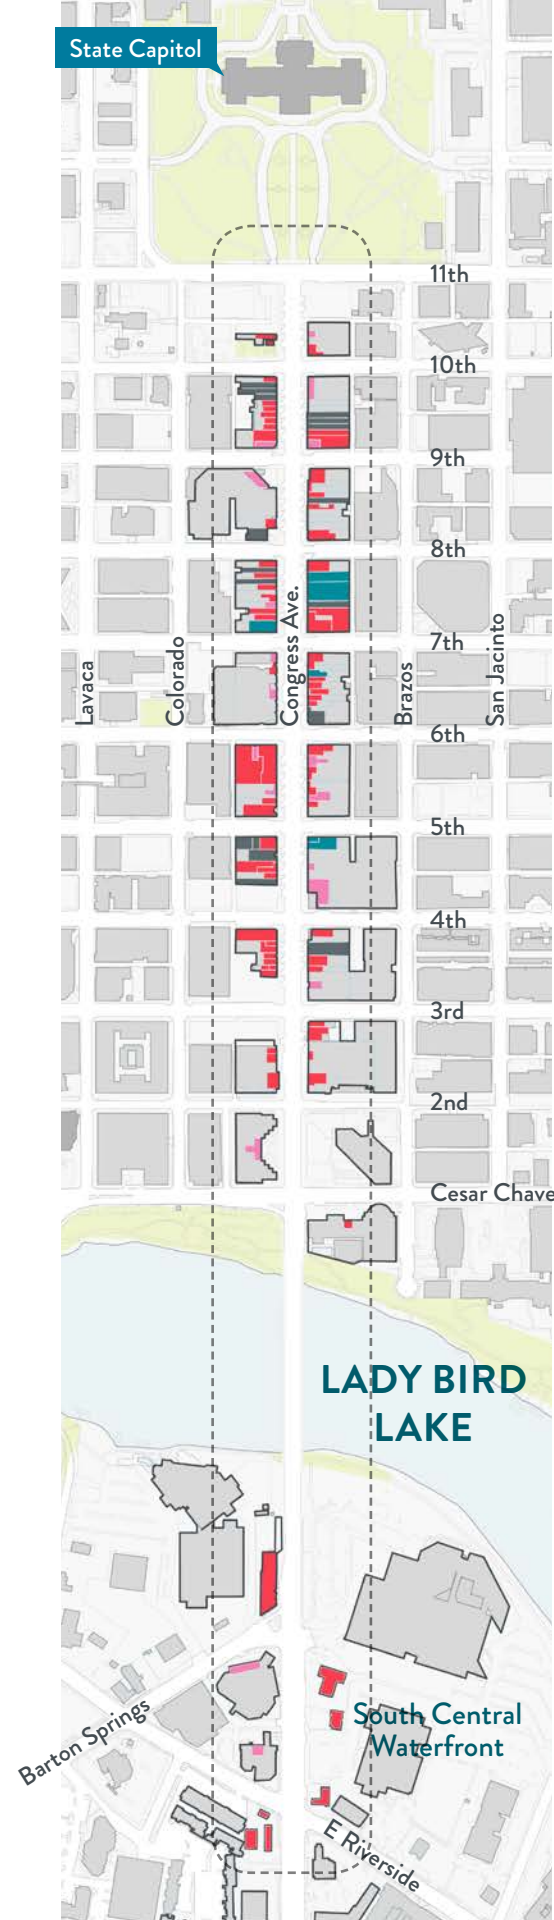 State Capitol
11th
10th
9th
8th
7th
6th
5th
4th
3rd
2nd
Cesar Chave
Lavaca
Colorado
Congress Ave.
Brazos
San Jacinto
LADY BIRD
LAKE
South Central
Waterfront
Barton Springs
E Riverside